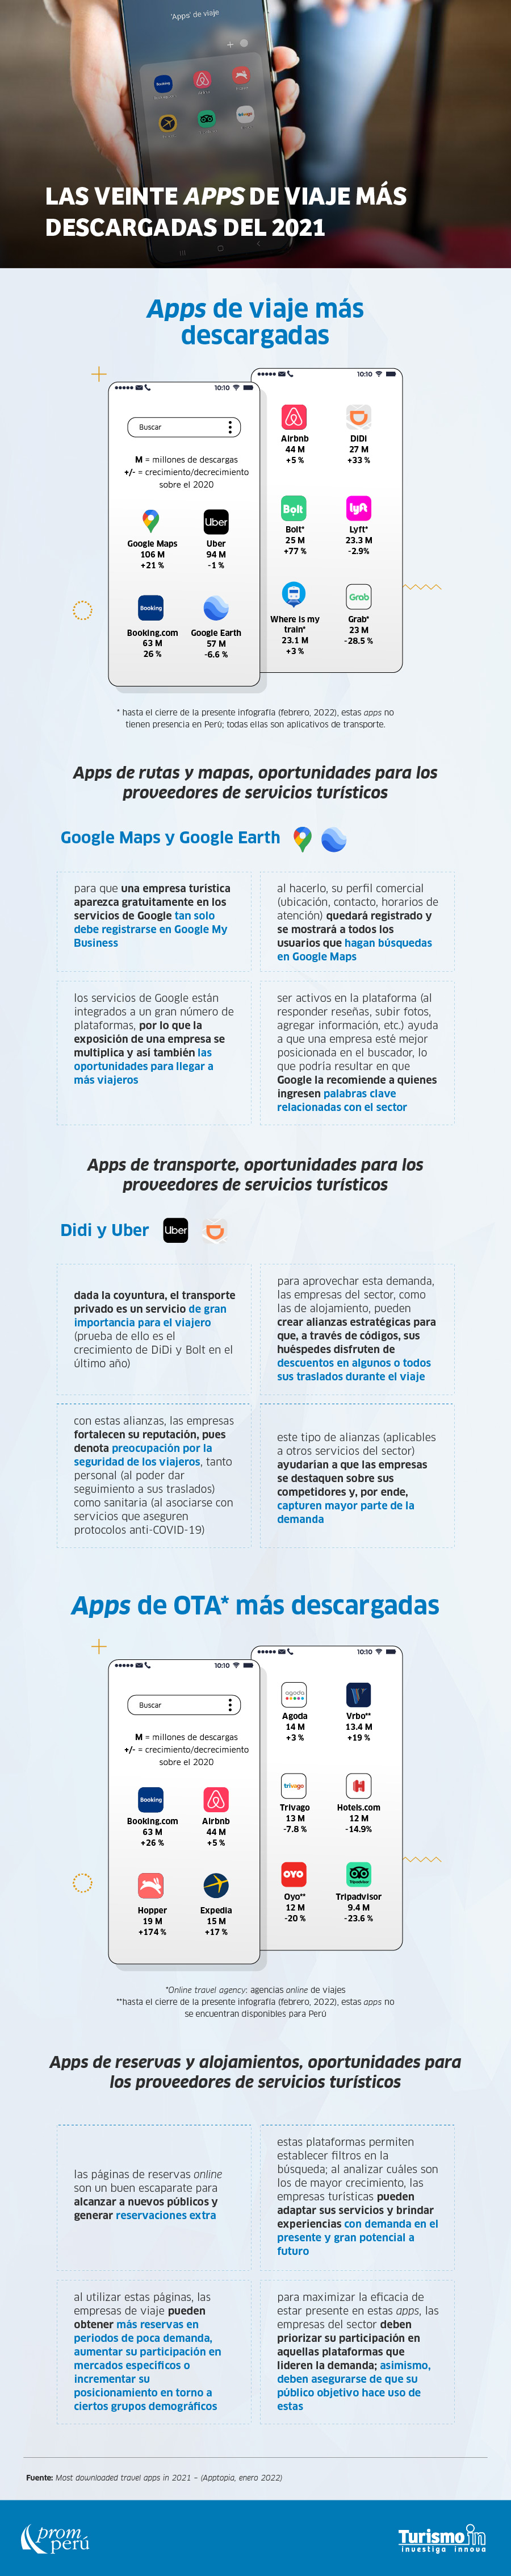 'Apps' de viaje
Booking
trivago
LAS VEINTE APPS DE VIAJE MÁS
DESCARGADAS DEL 2021
Apps de viaje más
descargadas
10:10
Buscar
M = millones de descargas
+/- = crecimiento/decrecimiento
sobre el 2020
Google Maps
106 M
+21 %
Uber
Uber
94 M
-1 %
Booking
Booking.com
63 M
26 %
Google Earth
57 M
-6.6 %
10:10
Airbnb
44 M
+5 %
DiDi
27 M
+33 %
Bolt
Bolt*
25 M
+77 %
lyft
Lyft*
23.3 M
-2.9%
Where is my
train*
23.1 M
+3 %
Grab
Grab*
23 M
-28.5 %
* hasta el cierre de la presente infografía (febrero, 2022), estas apps no
tienen presencia en Perú; todas ellas son aplicativos de transporte.
Apps de rutas y mapas, oportunidades para los
proveedores de servicios turísticos
Google Maps y Google Earth
para que una empresa turística
aparezca gratuitamente en los
servicios de Google tan solo
debe registrarse en Google My
Business
al hacerlo, su perfil comercial
(ubicación, contacto, horarios de
atención) quedará registrado y
se mostrará a todos los
usuarios que hagan búsquedas
en Google Maps
los servicios de Google están
integrados a un gran número de
plataformas, por lo que la
exposición de una empresa se
multiplica y así también las
oportunidades para llegar a
más viajeros
ser activos en la plataforma (al
responder reseñas, subir fotos,
agregar información, etc.) ayuda
a que una empresa esté mejor
posicionada en el buscador, lo
que podría resultar en que
Google la recomiende a quienes
ingresen palabras clave
relacionadas con el sector
Apps de transporte, oportunidades para los
proveedores de servicios turísticos
Didi y Uber
Uber
dada la coyuntura, el transporte
privado es un servicio de gran
importancia para el viajero
(prueba de ello es el
crecimiento de DiDi y Bolt en el
último año)
para aprovechar esta demanda,
las empresas del sector, como
las de alojamiento, pueden
crear alianzas estratégicas para
que, a través de códigos, sus
huéspedes disfruten de
descuentos en algunos o todos
sus traslados durante el viaje
con estas alianzas, las empresas
fortalecen su reputación, pues
denota preocupación por la
seguridad de los viajeros, tanto
personal (al poder dar
seguimiento a sus traslados)
como sanitaria (al asociarse con
servicios que aseguren
protocolos anti-COVID-19)
este tipo de alianzas (aplicables
a otros servicios del sector)
ayudarían a que las empresas
se destaquen sobre sus
competidores y, por ende,
capturen mayor parte de la
demanda
Apps de OTA* más descargadas
10:10
Buscar
M = millones de descargas
+/- = crecimiento/decrecimiento
sobre el 2020
Booking
Booking.com
63 M
+26 %
Airbnb
44 M
+5 %
Hopper
19 M
+174 %
Expedia
15 M
+17 %
10:10
agoda
Agoda
14 M
+3 %
Vrbo**
13.4 M
+19 %
trivago
Trivago
13 M
-7.8 %
Hotels.com
12 M
-14.9%
OYO
Oyo**
12 M
-20 %
Tripadvisor
Tripadvisor
9.4 M
-23.6 %
*Online travel agency: agencias online de viajes
**hasta el cierre de la presente infografía (febrero, 2022), estas apps no
se encuentran disponibles para Perú
Apps de reservas y alojamientos, oportunidades para
los proveedores de servicios turísticos
las páginas de reservas online
son un buen escaparate para
alcanzar a nuevos públicos y
generar reservaciones extra
estas plataformas permiten
establecer filtros en la
búsqueda; al analizar cuáles son
los de mayor crecimiento, las
empresas turísticas pueden
adaptar sus servicios y brindar
experiencias con demanda en el
presente y gran potencial a
futuro
al utilizar estas páginas, las
empresas de viaje pueden
obtener más reservas en
periodos de poca demanda,
aumentar su participación en
mercados específicos o
incrementar su
posicionamiento en torno a
ciertos grupos demográficos
para maximizar la eficacia de
estar presente en estas apps, las
empresas del sector deben
priorizar su participación en
aquellas plataformas que
lideren la demanda; asimismo,
deben asegurarse de que su
público objetivo hace uso de
estas
Fuente: Most downloaded travel apps in 2021 – (Apptopia, enero 2022)
prom
perú
Turismo in
investiga innova